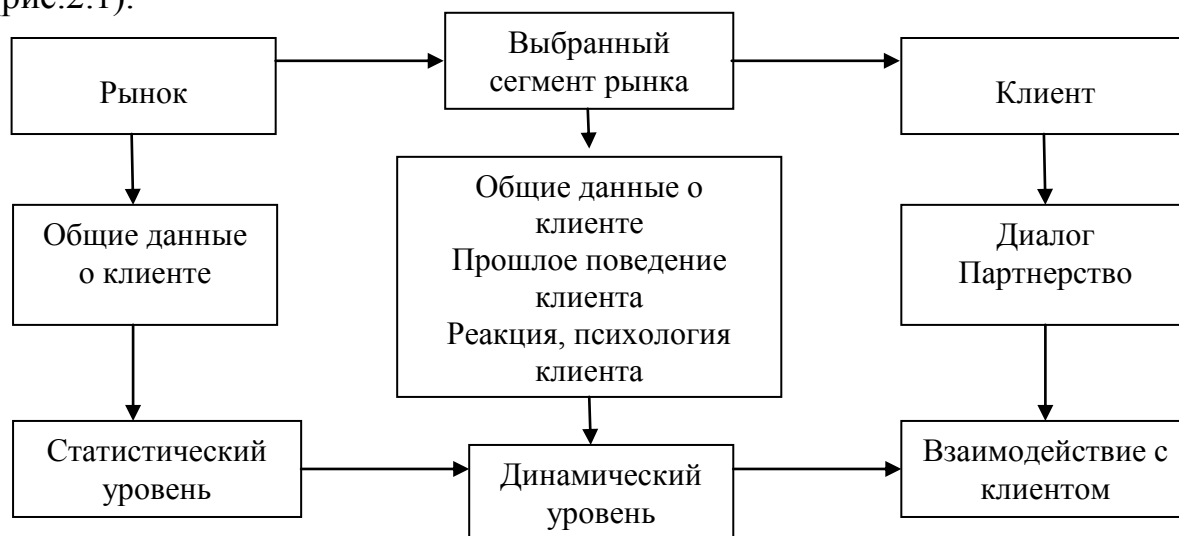 рис.2.1).
Выбранный
сегмент рынка
Рынок
Клиент
Общие данные о
клиенте
Прошлое поведение
клиента
Реакция, психология
клиента
Общие данные
о клиенте
Диалог
Партнерство
Статистический
уровень
Динамический
уровень
Взаимодействие с
клиентом